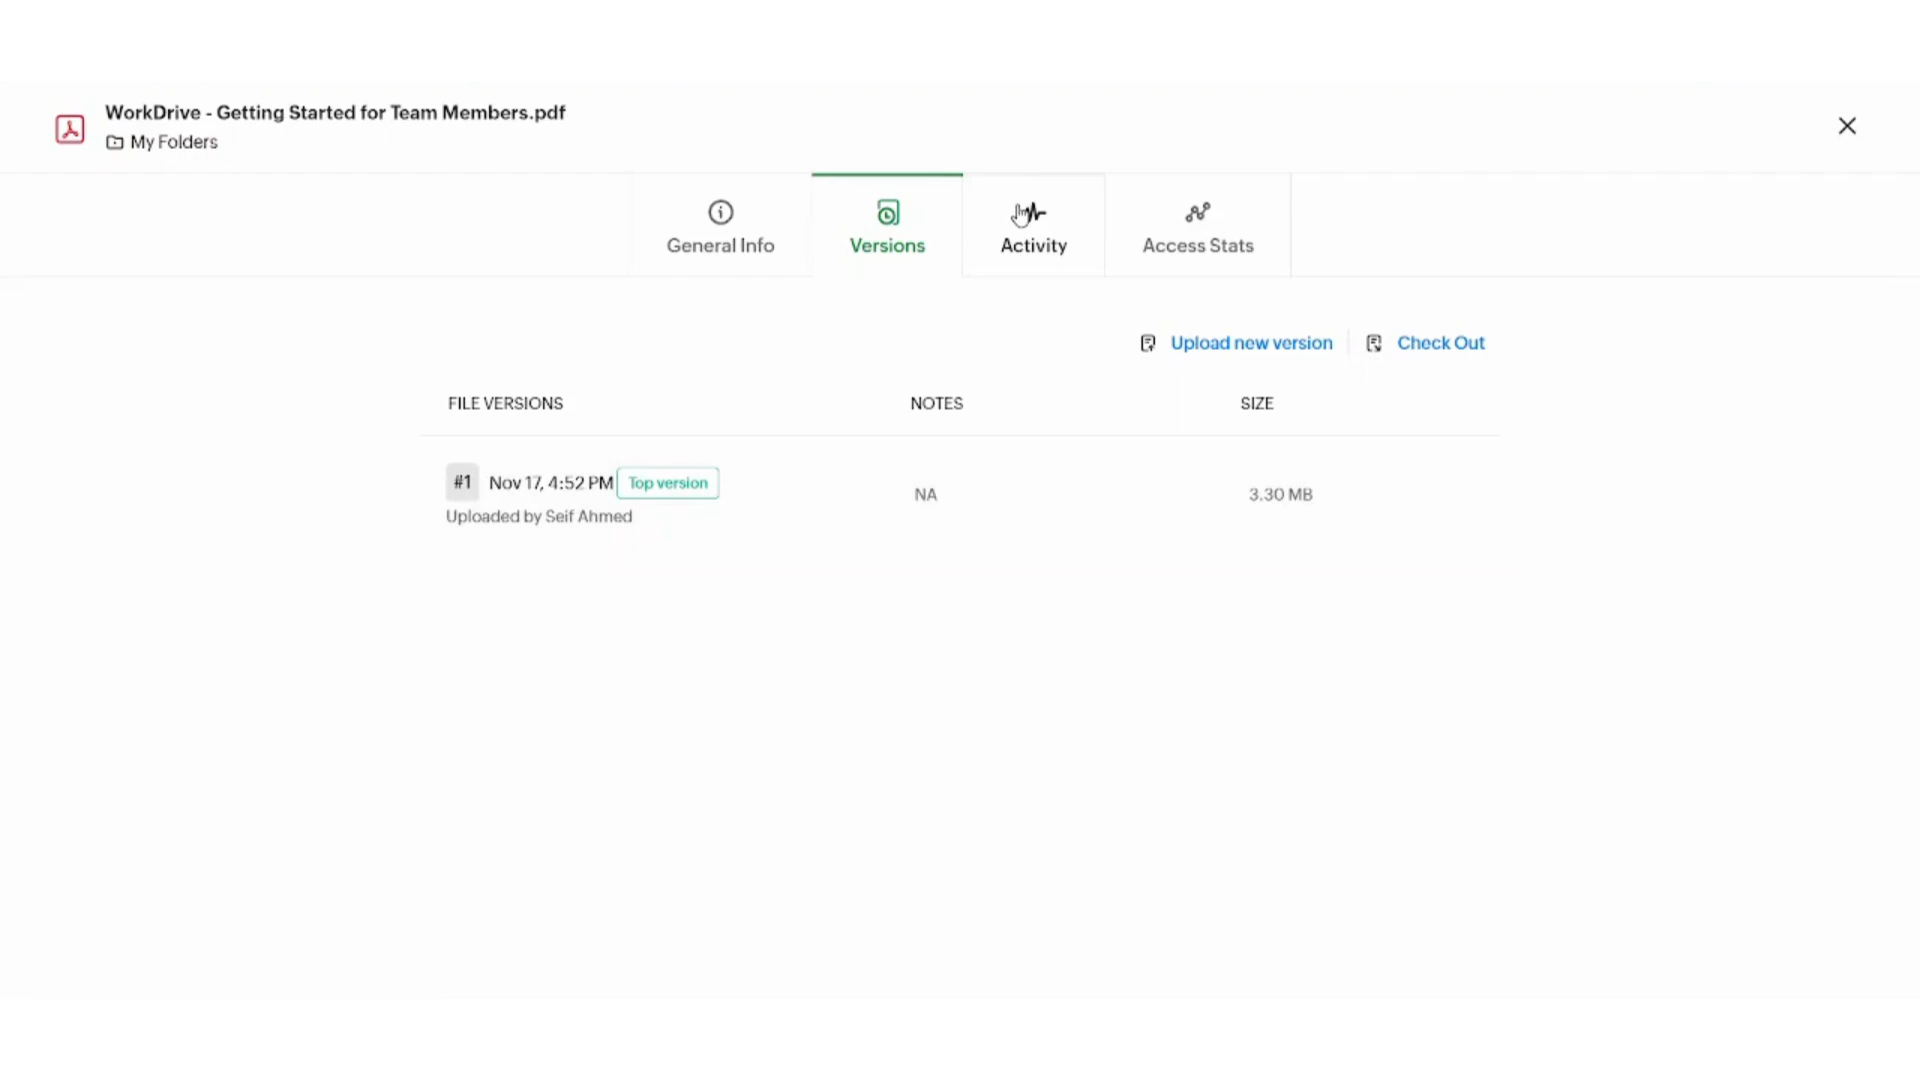 WorkDrive - Getting Started for Team Members.pdf
My Folders
General Info
Versions
Activity
Access Stats
Upload new version
Check Out
FILE VERSIONS
NOTES
SIZE
#1 Nov 17, 4:52 PM Top version
NA
3.30 MB
Uploaded by Seif Ahmed